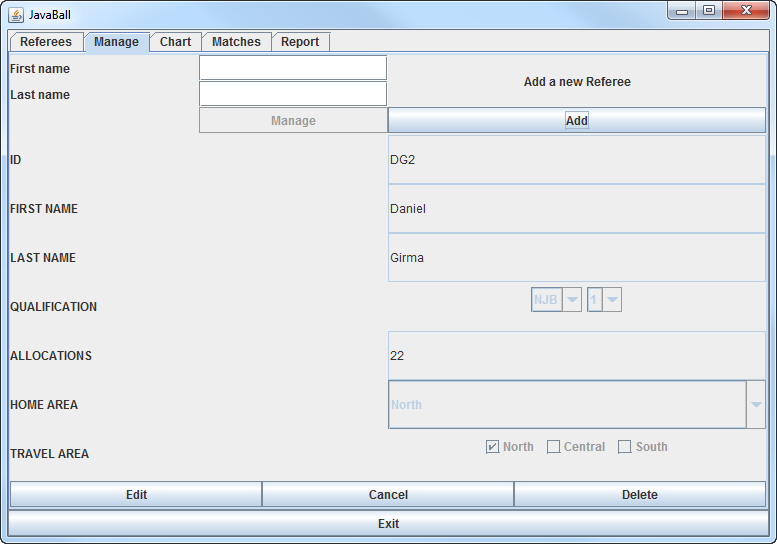 JavaBall
Referees Manage Chart Matches Report
First name
Add a new Referee
Last name
Manage Add
ID DG2
FIRST NAME Daniel
LAST NAME Girma
QUALIFICATION NJB 1
ALLOCATIONS 22
HOME AREA North
TRAVEL AREA North Central South
Edit Cancel Delete
Exit